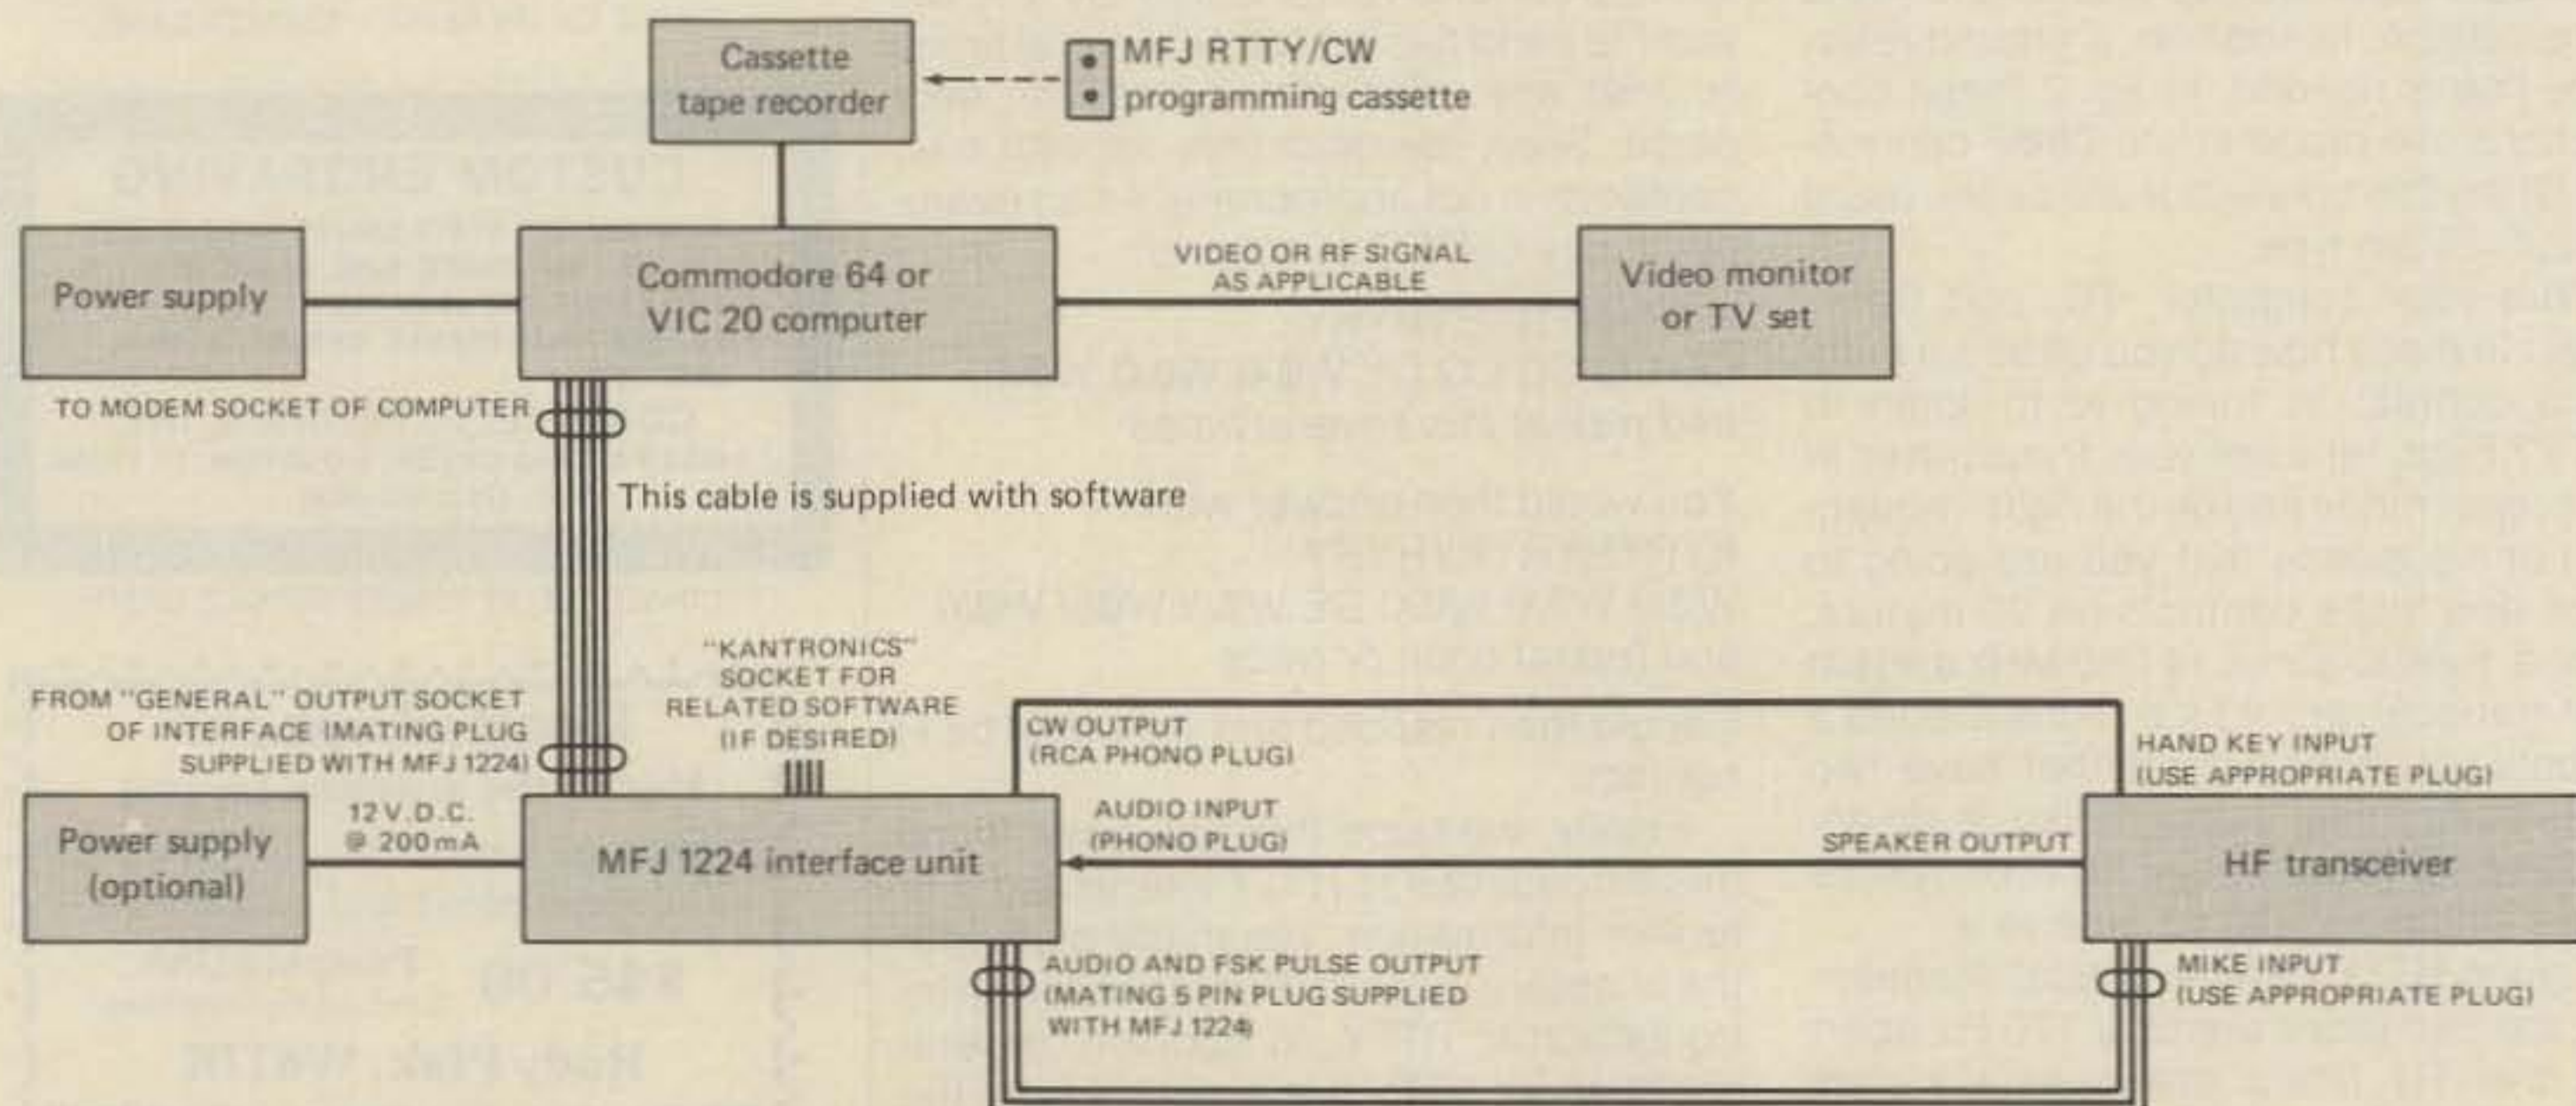 Cassette
tape recorder
MFJ RTTY/CW
programming cassette
Power supply
Commodore 64 or
VIC 20 computer
VIDEO OR RF SIGNAL
AS APPLICABLE
Video monitor
or TV set
TO MODEM SOCKET OF COMPUTER
This cable is supplied with software
"KANTRONICS"
SOCKET FOR
RELATED SOFTWARE
(IF DESIRED)
FROM "GENERAL" OUTPUT SOCKET
OF INTERFACE (MATING PLUG
SUPPLIED WITH MFJ 1224)
CW OUTPUT
(RCA PHONO PLUG)
HAND KEY INPUT
(USE APPROPRIATE PLUG)
Power supply
(optional)
12 V.D.C.
@ 200mA
MFJ 1224 interface unit
AUDIO INPUT
(PHONO PLUG)
SPEAKER OUTPUT
HF transceiver
AUDIO AND FSK PULSE OUTPUT
(MATING 5 PIN PLUG SUPPLIED
WITH MFJ 1224)
MIKE INPUT
(USE APPROPRIATE PLUG)